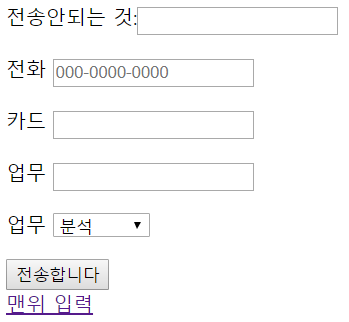 전송안되는 것:
전화 000-0000-0000
카드
업무
업무 분석
전송합니다
맨위 입력